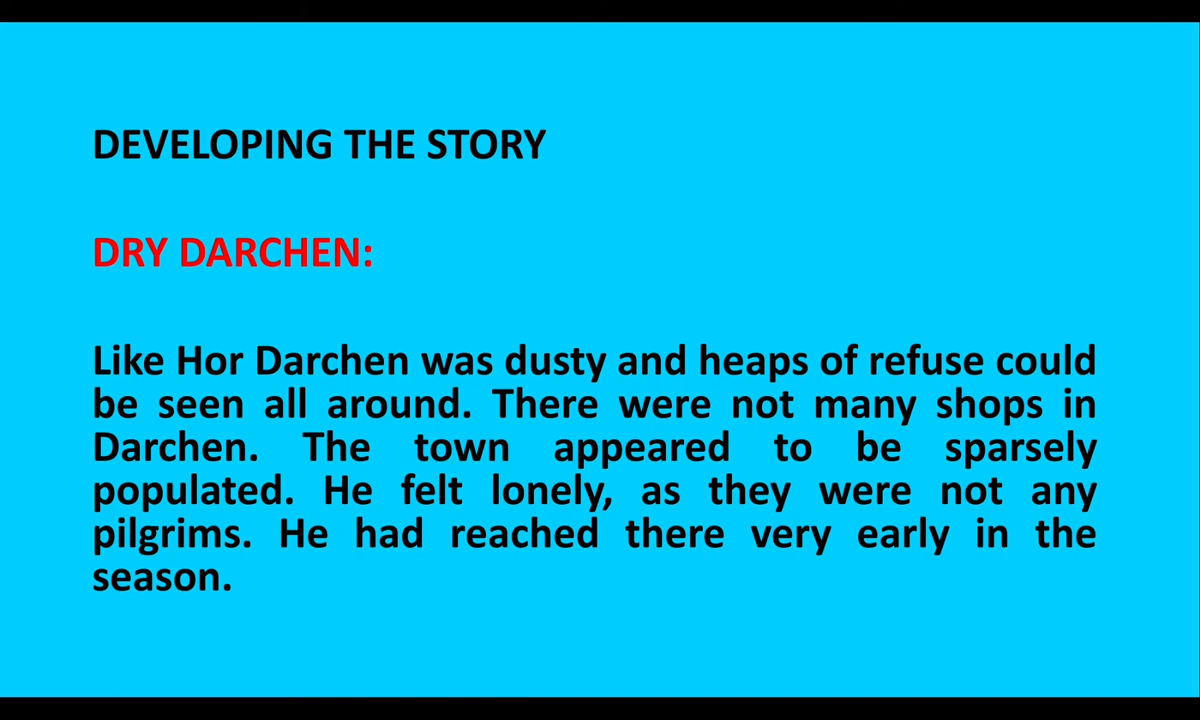 DEVELOPING THE STORY
DRY DARCHEN:
Like Hor Darchen was dusty and heaps of refuse could
be seen all around. There were not many shops in
Darchen. The town appeared to be sparsely
populated. He felt lonely, as they were not any
pilgrims. He had reached there very early in the
season.